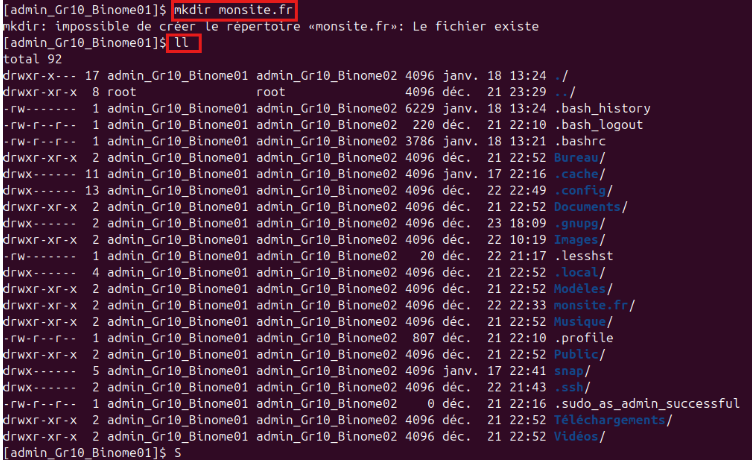 [admin_Gr10_Binome01]$ mkdir monsite.fr
mkdir: impossible de créer le répertoire «monsite.fr»: Le fichier existe
[admin_Gr10_Binome01]$ ll
total 92
drwxr-x--- 17 admin_Gr10_Binome01 admin_Gr10_Binome02 4096 janv. 18 13:24 ./
drwxr-xr-x  8 root                root                4096 déc.  21 23:29 ../
-rw-------  1 admin_Gr10_Binome01 admin_Gr10_Binome02 6229 janv. 18 13:24 .bash_history
-rw-r--r--  1 admin_Gr10_Binome01 admin_Gr10_Binome02  220 déc.  21 22:10 .bash_logout
-rw-r--r--  1 admin_Gr10_Binome01 admin_Gr10_Binome02 3786 janv. 18 13:21 .bashrc
drwxr-xr-x  2 admin_Gr10_Binome01 admin_Gr10_Binome02 4096 déc.  21 22:52 Bureau/
drwx------ 11 admin_Gr10_Binome01 admin_Gr10_Binome02 4096 janv. 17 22:16 .cache/
drwx------ 13 admin_Gr10_Binome01 admin_Gr10_Binome02 4096 déc.  22 22:49 .config/
drwxr-xr-x  2 admin_Gr10_Binome01 admin_Gr10_Binome02 4096 déc.  21 22:52 Documents/
drwx------  2 admin_Gr10_Binome01 admin_Gr10_Binome02 4096 déc.  23 18:09 .gnupg/
drwxr-xr-x  2 admin_Gr10_Binome01 admin_Gr10_Binome02 4096 déc.  22 10:19 Images/
-rw-------  1 admin_Gr10_Binome01 admin_Gr10_Binome02   20 déc.  22 21:17 .lesshst
drwx------  4 admin_Gr10_Binome01 admin_Gr10_Binome02 4096 déc.  21 22:52 .local/
drwxr-xr-x  2 admin_Gr10_Binome01 admin_Gr10_Binome02 4096 déc.  21 22:52 Modèles/
drwxr-xr-x  2 admin_Gr10_Binome01 admin_Gr10_Binome02 4096 déc.  22 22:33 monsite.fr/
drwxr-xr-x  2 admin_Gr10_Binome01 admin_Gr10_Binome02 4096 déc.  21 22:52 Musique/
-rw-r--r--  1 admin_Gr10_Binome01 admin_Gr10_Binome02  807 déc.  21 22:10 .profile
drwxr-xr-x  2 admin_Gr10_Binome01 admin_Gr10_Binome02 4096 déc.  21 22:52 Public/
drwx------  5 admin_Gr10_Binome01 admin_Gr10_Binome02 4096 janv. 17 22:41 snap/
drwx------  2 admin_Gr10_Binome01 admin_Gr10_Binome02 4096 déc.  22 21:43 .ssh/
-rw-r--r--  1 admin_Gr10_Binome01 admin_Gr10_Binome02    0 déc.  21 22:16 .sudo_as_admin_successful
drwxr-xr-x  2 admin_Gr10_Binome01 admin_Gr10_Binome02 4096 déc.  21 22:52 Téléchargements/
drwxr-xr-x  2 admin_Gr10_Binome01 admin_Gr10_Binome02 4096 déc.  21 22:52 Vidéos/
[admin_Gr10_Binome01]$ S